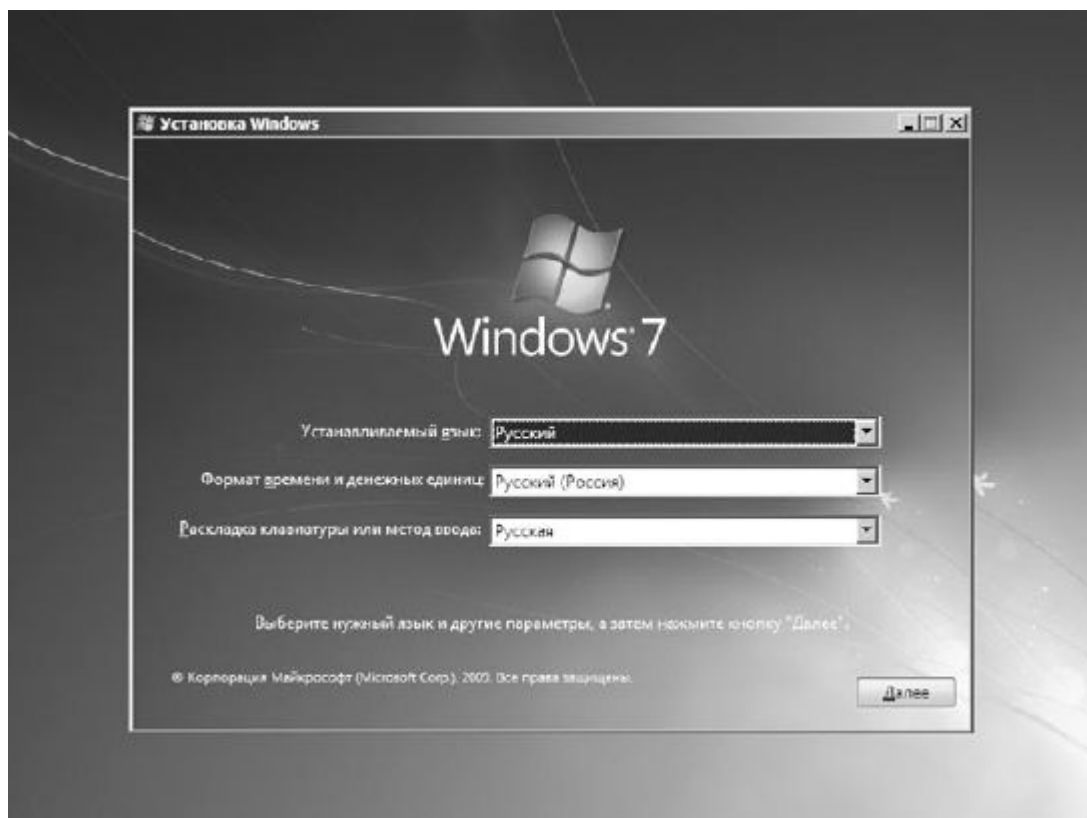 Установка Windows
Windows 7
Устанавливаемый язык: Русский
Формат времени и денежных единиц: Русский (Россия)
Раскладка клавиатуры или метод ввода: Русская
Выберите нужный язык и другие параметры, а затем нажмите кнопку "Далее".
© Корпорация Майкрософт (Microsoft Corp.), 2009. Все права защищены.
Далее